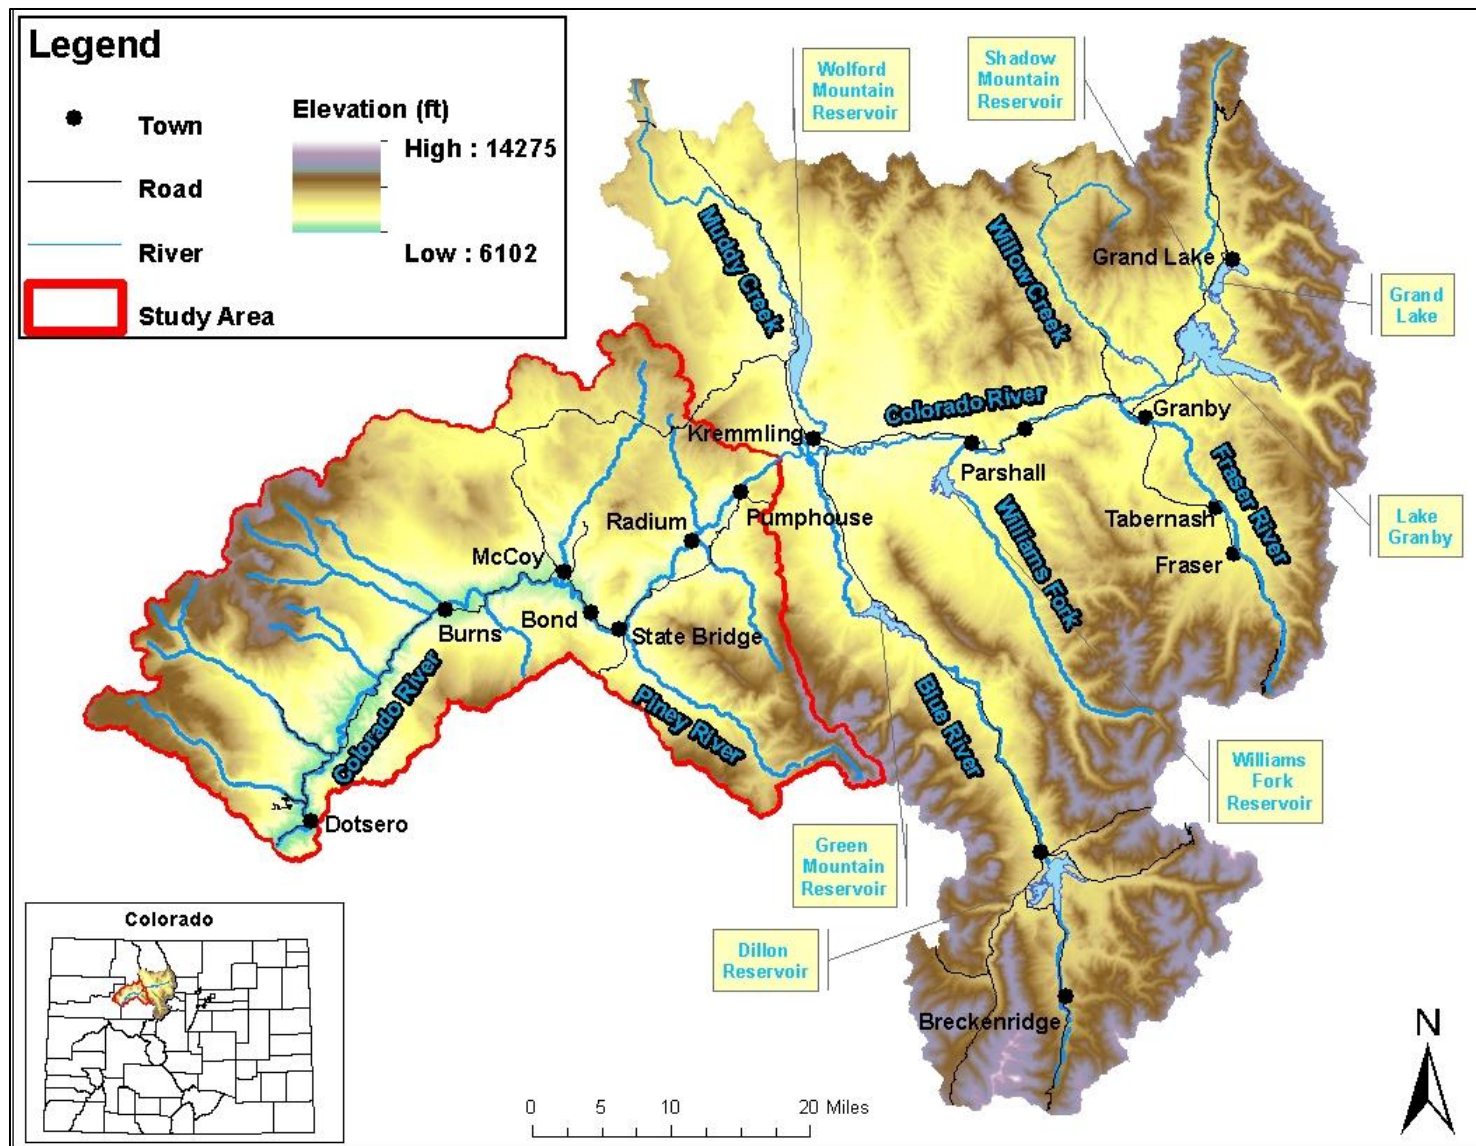 Legend
Town
Road
River
Study Area
Elevation (ft)
High : 14275
Low : 6102
Wolford
Mountain
Reservoir
Shadow
Mountain
Reservoir
Muddy Creek
Willow Creek
Grand Lake
Grand
Lake
Colorado River
Granby
Kremmling
Parshall
Fraser River
Lake
Granby
Pumphouse
Radium
Tabernash
Williams Fork
Fraser
McCoy
Bond
Burns
State Bridge
Colorado River
Piney River
Blue River
Williams
Fork
Reservoir
Dotsero
Green
Mountain
Reservoir
Dillon
Reservoir
Breckenridge
Colorado
N
0 5 10 20 Miles